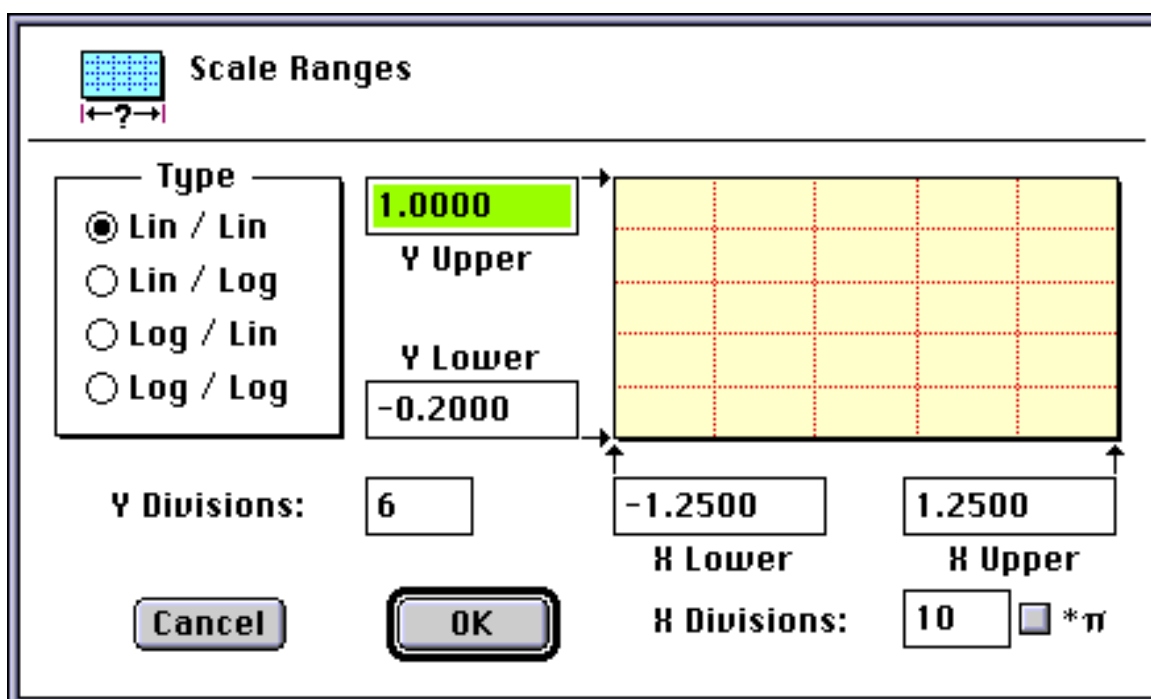 Scale Ranges
|←?→|
Type
Lin / Lin
Lin / Log
Log / Lin
Log / Log
1.0000
Y Upper
Y Lower
-0.2000
Y Divisions: 6
-1.2500
X Lower
1.2500
X Upper
X Divisions: 10 *π
Cancel
OK